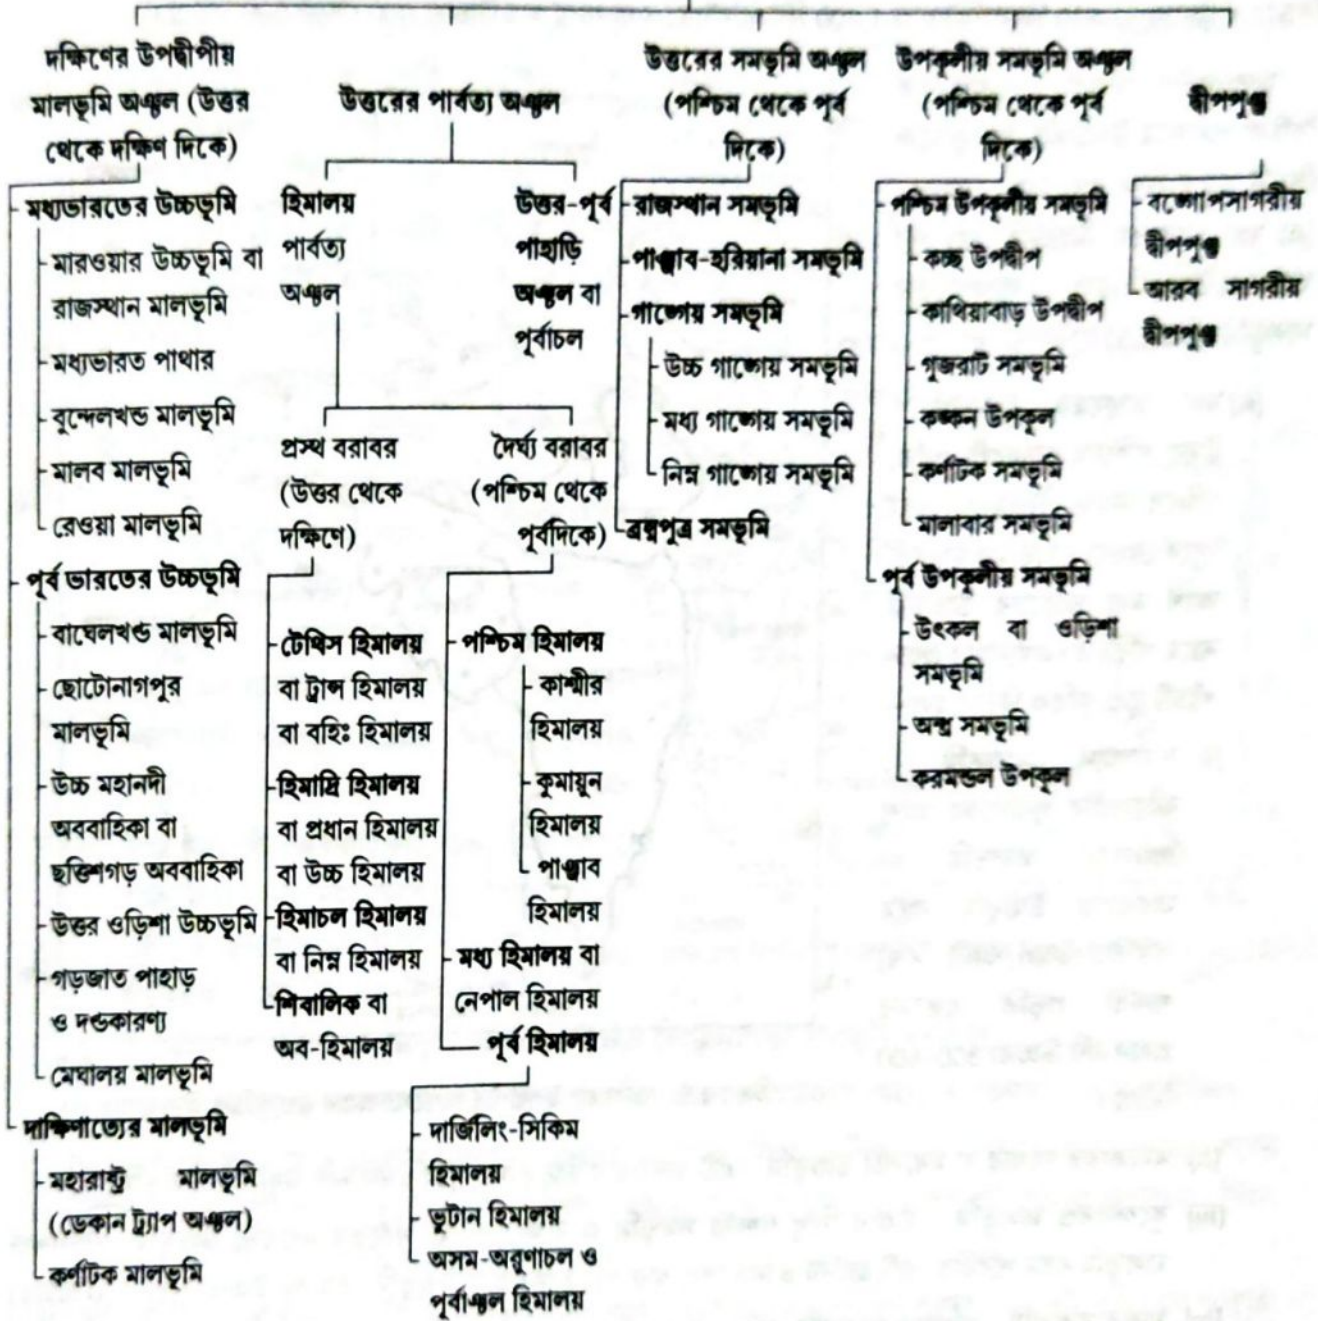 দক্ষিণের উপদ্বীপীয়
মালভূমি অঞ্চল (উত্তর
থেকে দক্ষিণ দিকে)
মধ্যভারতের উচ্চভূমি
মারওয়ার উচ্চভূমি বা
রাজস্থান মালভূমি
মধ্যভারত পাথার
বুন্দেলখন্ড মালভূমি
মালব মালভূমি
রেওয়া মালভূমি
পূর্ব ভারতের উচ্চভূমি
বাঘেলখন্ড মালভূমি
ছোটোনাগপুর
মালভূমি
উচ্চ মহানদী
অববাহিকা বা
ছত্তিশগড় অববাহিকা
উত্তর ওড়িশা উচ্চভূমি
গড়জাত পাহাড়
ও দণ্ডকারণ্য
মেঘালয় মালভূমি
দাক্ষিণাত্যের মালভূমি
মহারাষ্ট্র মালভূমি
(ডেকান ট্র্যাপ অঞ্চল)
কর্ণাটক মালভূমি
উত্তরের পার্বত্য অঞ্চল
হিমালয়
পার্বত্য
অঞ্চল
প্রস্থ বরাবর
(উত্তর থেকে
দক্ষিণে)
টেথিস হিমালয়
বা ট্রান্স হিমালয়
বা বহিঃ হিমালয়
হিমাদ্রি হিমালয়
বা প্রধান হিমালয়
বা উচ্চ হিমালয়
হিমাচল হিমালয়
বা নিম্ন হিমালয়
শিবালিক বা
অব-হিমালয়
দৈর্ঘ্য বরাবর
(পশ্চিম থেকে
পূর্বদিকে)
পশ্চিম হিমালয়
কাশ্মীর
হিমালয়
কুমায়ুন
হিমালয়
পাঞ্জাব
হিমালয়
মধ্য হিমালয় বা
নেপাল হিমালয়
পূর্ব হিমালয়
দার্জিলিং-সিকিম
হিমালয়
ভুটান হিমালয়
অসম-অরুণাচল ও
পূর্বাঞ্চল হিমালয়
উত্তর-পূর্ব
পাহাড়ি
অঞ্চল বা
পূর্বাচল
উত্তরের সমভূমি অঞ্চল
(পশ্চিম থেকে পূর্ব
দিকে)
রাজস্থান সমভূমি
পাঞ্জাব-হরিয়ানা সমভূমি
গাঙ্গেয় সমভূমি
উচ্চ গাঙ্গেয় সমভূমি
মধ্য গাঙ্গেয় সমভূমি
নিম্ন গাঙ্গেয় সমভূমি
ব্রহ্মপুত্র সমভূমি
উপকূলীয় সমভূমি অঞ্চল
(পশ্চিম থেকে পূর্ব
দিকে)
পশ্চিম উপকূলীয় সমভূমি
কচ্ছ উপদ্বীপ
কাথিয়াবাড় উপদ্বীপ
গুজরাট সমভূমি
কঙ্কন উপকূল
কর্ণাটক সমভূমি
মালাবার সমভূমি
পূর্ব উপকূলীয় সমভূমি
উৎকল বা ওড়িশা
সমভূমি
অন্ধ্র সমভূমি
করমন্ডল উপকূল
দ্বীপপুঞ্জ
বঙ্গোপসাগরীয়
দ্বীপপুঞ্জ
আরব সাগরীয়
দ্বীপপুঞ্জ